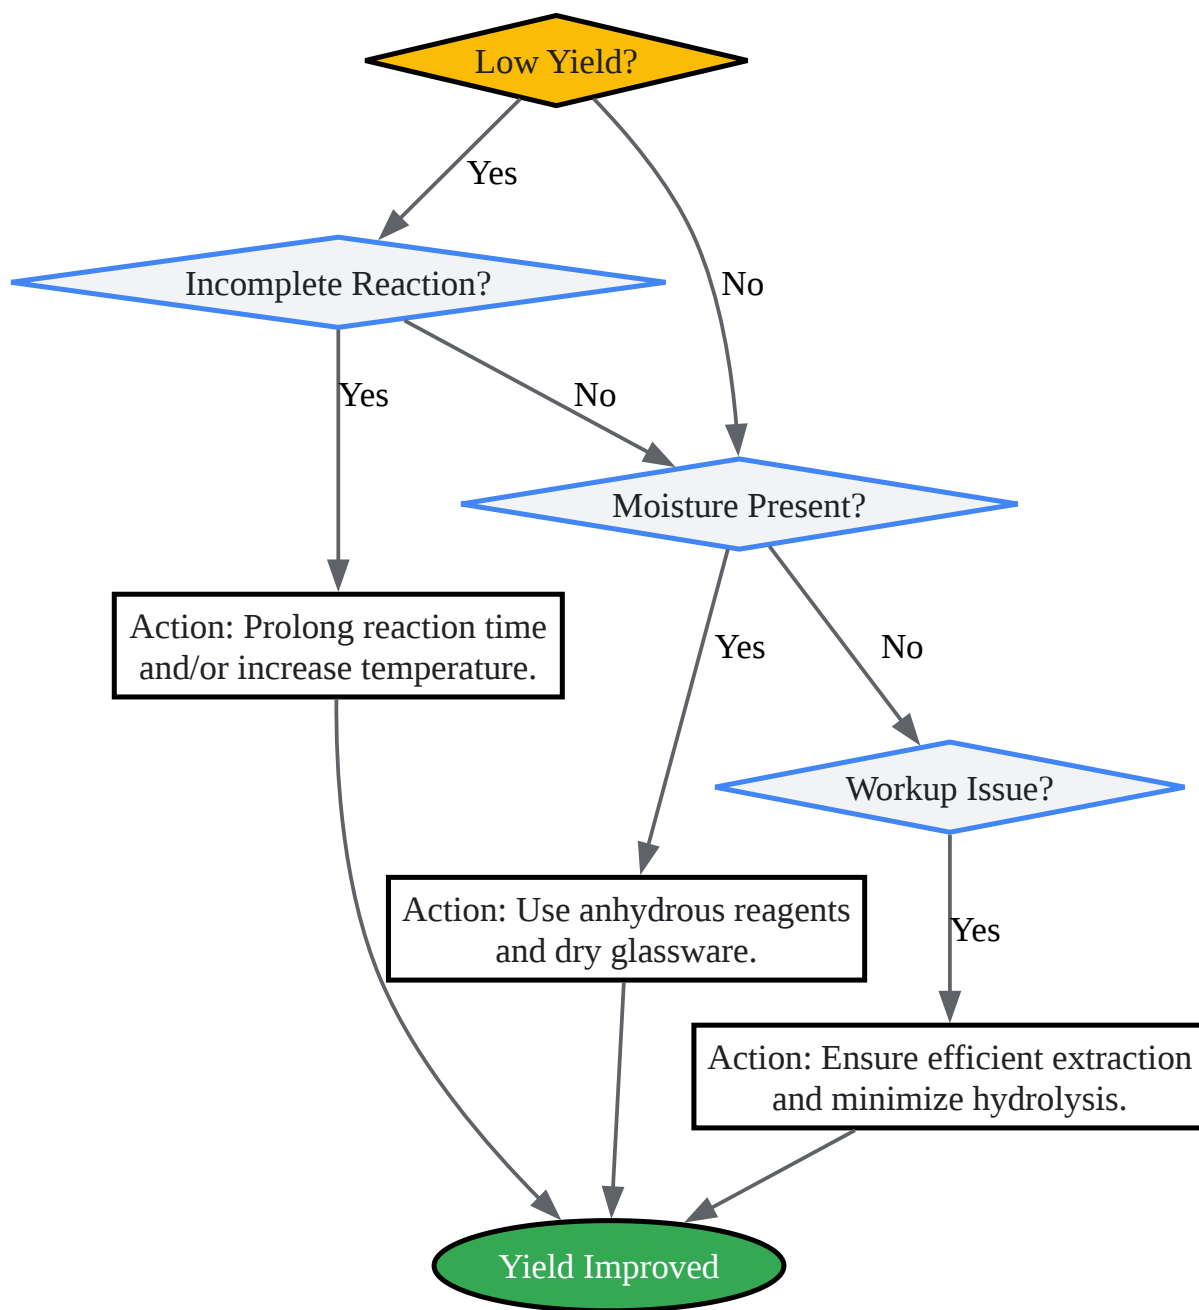 Low Yield?
Yes
No
Incomplete Reaction?
Yes
No
Moisture Present?
Action: Prolong reaction time
and/or increase temperature.
Yes
No
Workup Issue?
Action: Use anhydrous reagents
and dry glassware.
Yes
Action: Ensure efficient extraction
and minimize hydrolysis.
Yield Improved